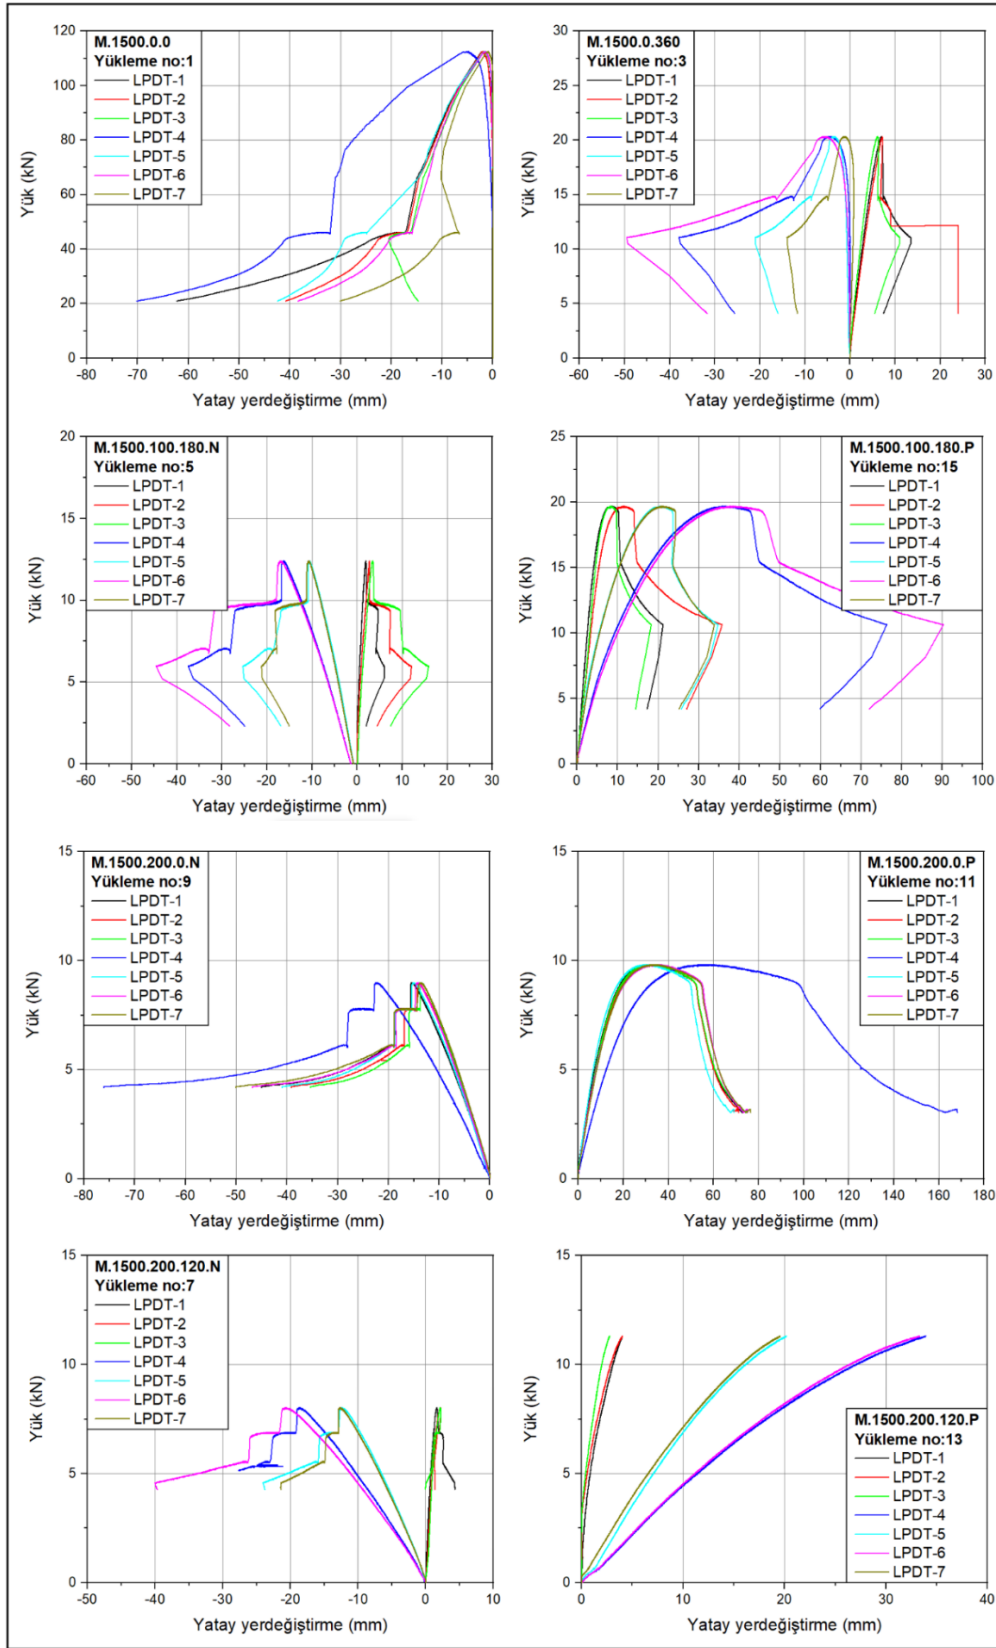 M.1500.0.0
Yükleme no:1
LPDT-1
LPDT-2
LPDT-3
LPDT-4
LPDT-5
LPDT-6
LPDT-7
120
100
80
60
40
20
0
Yük (kN)
-80 -70 -60 -50 -40 -30 -20 -10 0
Yatay yerdeğiştirme (mm)
M.1500.0.360
Yükleme no:3
LPDT-1
LPDT-2
LPDT-3
LPDT-4
LPDT-5
LPDT-6
LPDT-7
30
25
20
15
10
5
0
Yük (kN)
-60 -50 -40 -30 -20 -10 0 10 20 30
Yatay yerdeğiştirme (mm)
M.1500.100.180.N
Yükleme no:5
LPDT-1
LPDT-2
LPDT-3
LPDT-4
LPDT-5
LPDT-6
LPDT-7
20
15
10
5
0
Yük (kN)
-60 -50 -40 -30 -20 -10 0 10 20 30
Yatay yerdeğiştirme (mm)
M.1500.100.180.P
Yükleme no:15
LPDT-1
LPDT-2
LPDT-3
LPDT-4
LPDT-5
LPDT-6
LPDT-7
25
20
15
10
5
0
Yük (kN)
0 10 20 30 40 50 60 70 80 90 100
Yatay yerdeğiştirme (mm)
M.1500.200.0.N
Yükleme no:9
LPDT-1
LPDT-2
LPDT-3
LPDT-4
LPDT-5
LPDT-6
LPDT-7
15
10
5
0
Yük (kN)
-80 -70 -60 -50 -40 -30 -20 -10 0
Yatay yerdeğiştirme (mm)
M.1500.200.0.P
Yükleme no:11
LPDT-1
LPDT-2
LPDT-3
LPDT-4
LPDT-5
LPDT-6
LPDT-7
15
10
5
0
Yük (kN)
0 20 40 60 80 100 120 140 160 180
Yatay yerdeğiştirme (mm)
M.1500.200.120.N
Yükleme no:7
LPDT-1
LPDT-2
LPDT-3
LPDT-4
LPDT-5
LPDT-6
LPDT-7
15
10
5
0
Yük (kN)
-50 -40 -30 -20 -10 0 10
Yatay yerdeğiştirme (mm)
M.1500.200.120.P
Yükleme no:13
LPDT-1
LPDT-2
LPDT-3
LPDT-4
LPDT-5
LPDT-6
LPDT-7
15
10
5
0
Yük (kN)
0 10 20 30 40
Yatay yerdeğiştirme (mm)